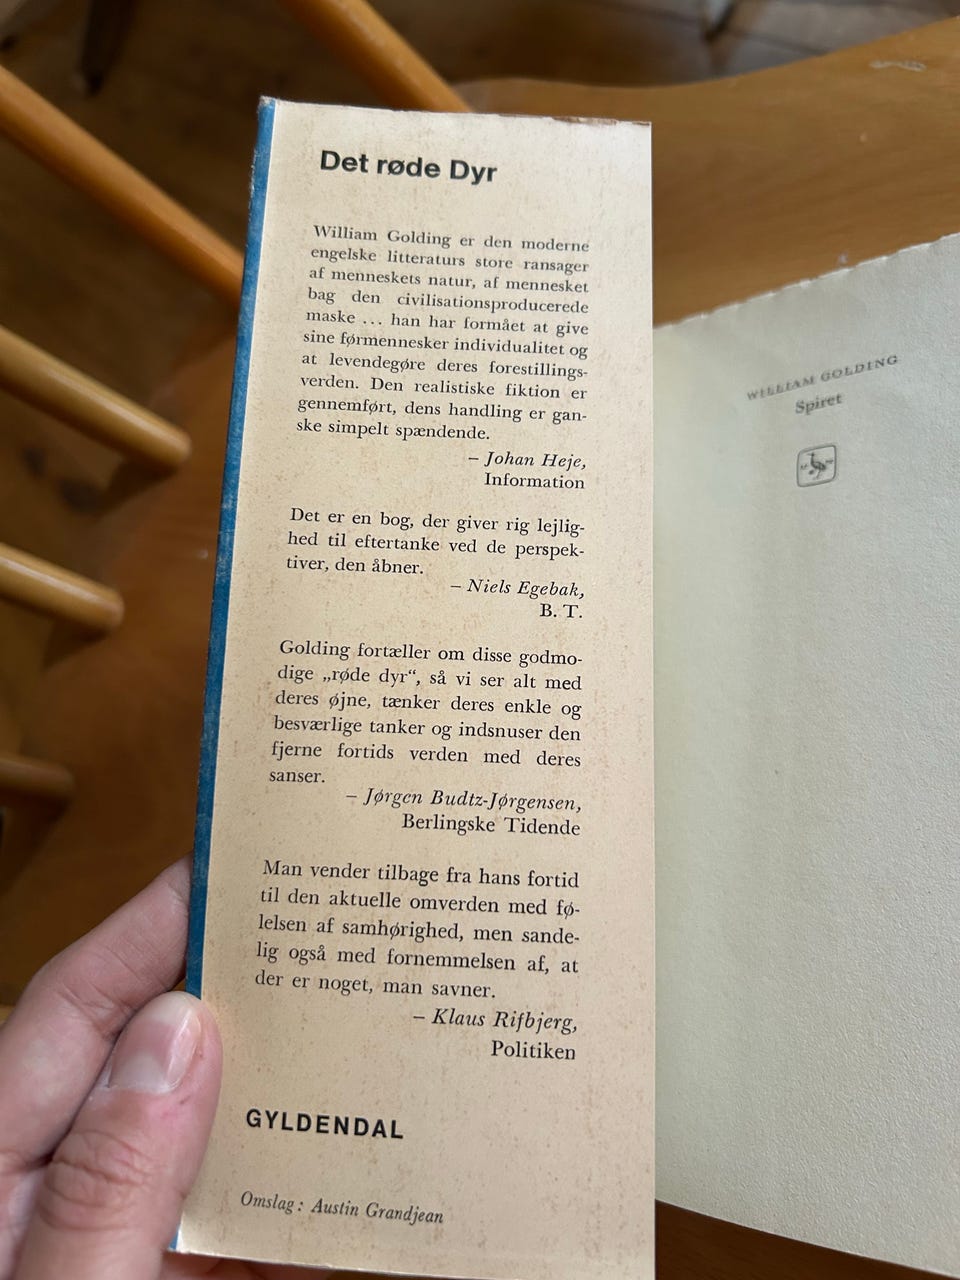 Det røde Dyr
William Golding er den moderne
engelske litteraturs store ransager
af menneskets natur, af mennesket
bag den civilisationsproducerede
maske ... han har formået at give
sine førmennesker individualitet og
at levendegøre deres forestillings-
verden. Den realistiske fiktion er
gennemført, dens handling er gan-
ske simpelt spændende.
– Johan Heje,
Information
Det er en bog, der giver rig lejlig-
hed til eftertanke ved de perspek-
tiver, den åbner.
– Niels Egebak,
B. T.
Golding fortæller om disse godmo-
dige „røde dyr“, så vi ser alt med
deres øjne, tænker deres enkle og
besværlige tanker og indsnuser den
fjerne fortids verden med deres
sanser.
– Jørgen Budtz-Jørgensen,
Berlingske Tidende
Man vender tilbage fra hans fortid
til den aktuelle omverden med fø-
lelsen af samhørighed, men sande-
lig også med fornemmelsen af, at
der er noget, man savner.
– Klaus Rifbjerg,
Politiken
GYLDENDAL
Omslag: Austin Grandjean
WILLIAM GOLDING
Spiret